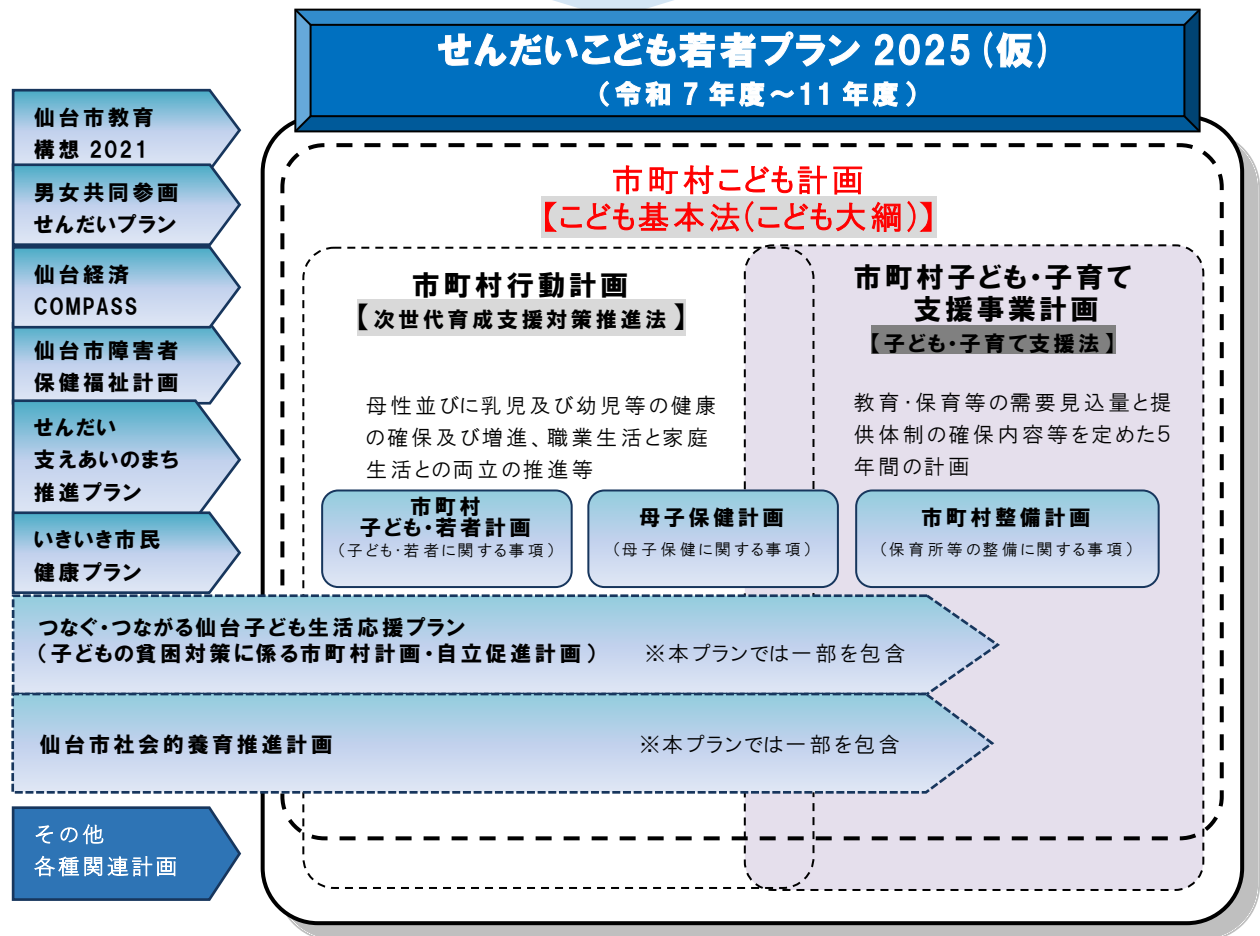 せんだいこども若者プラン 2025(仮)
(令和 7 年度～11 年度)
仙台市教育
構想 2021
男女共同参画
せんだいプラン
仙台経済
COMPASS
仙台市障害者
保健福祉計画
せんだい
支えあいのまち
推進プラン
いきいき市民
健康プラン
市町村こども計画
【こども基本法(こども大綱)】
市町村行動計画
【次世代育成支援対策推進法】
母性並びに乳児及び幼児等の健康
の確保及び増進、職業生活と家庭
生活との両立の推進等
市町村子ども・子育て
支援事業計画
【子ども・子育て支援法】
教育・保育等の需要見込量と提
供体制の確保内容等を定めた5
年間の計画
市町村
子ども・若者計画
(子ども・若者に関する事項)
母子保健計画
(母子保健に関する事項)
市町村整備計画
(保育所等の整備に関する事項)
つなぐ・つながる仙台子ども生活応援プラン
(子どもの貧困対策に係る市町村計画・自立促進計画) ※本プランでは一部を包含
仙台市社会的養育推進計画 ※本プランでは一部を包含
その他
各種関連計画